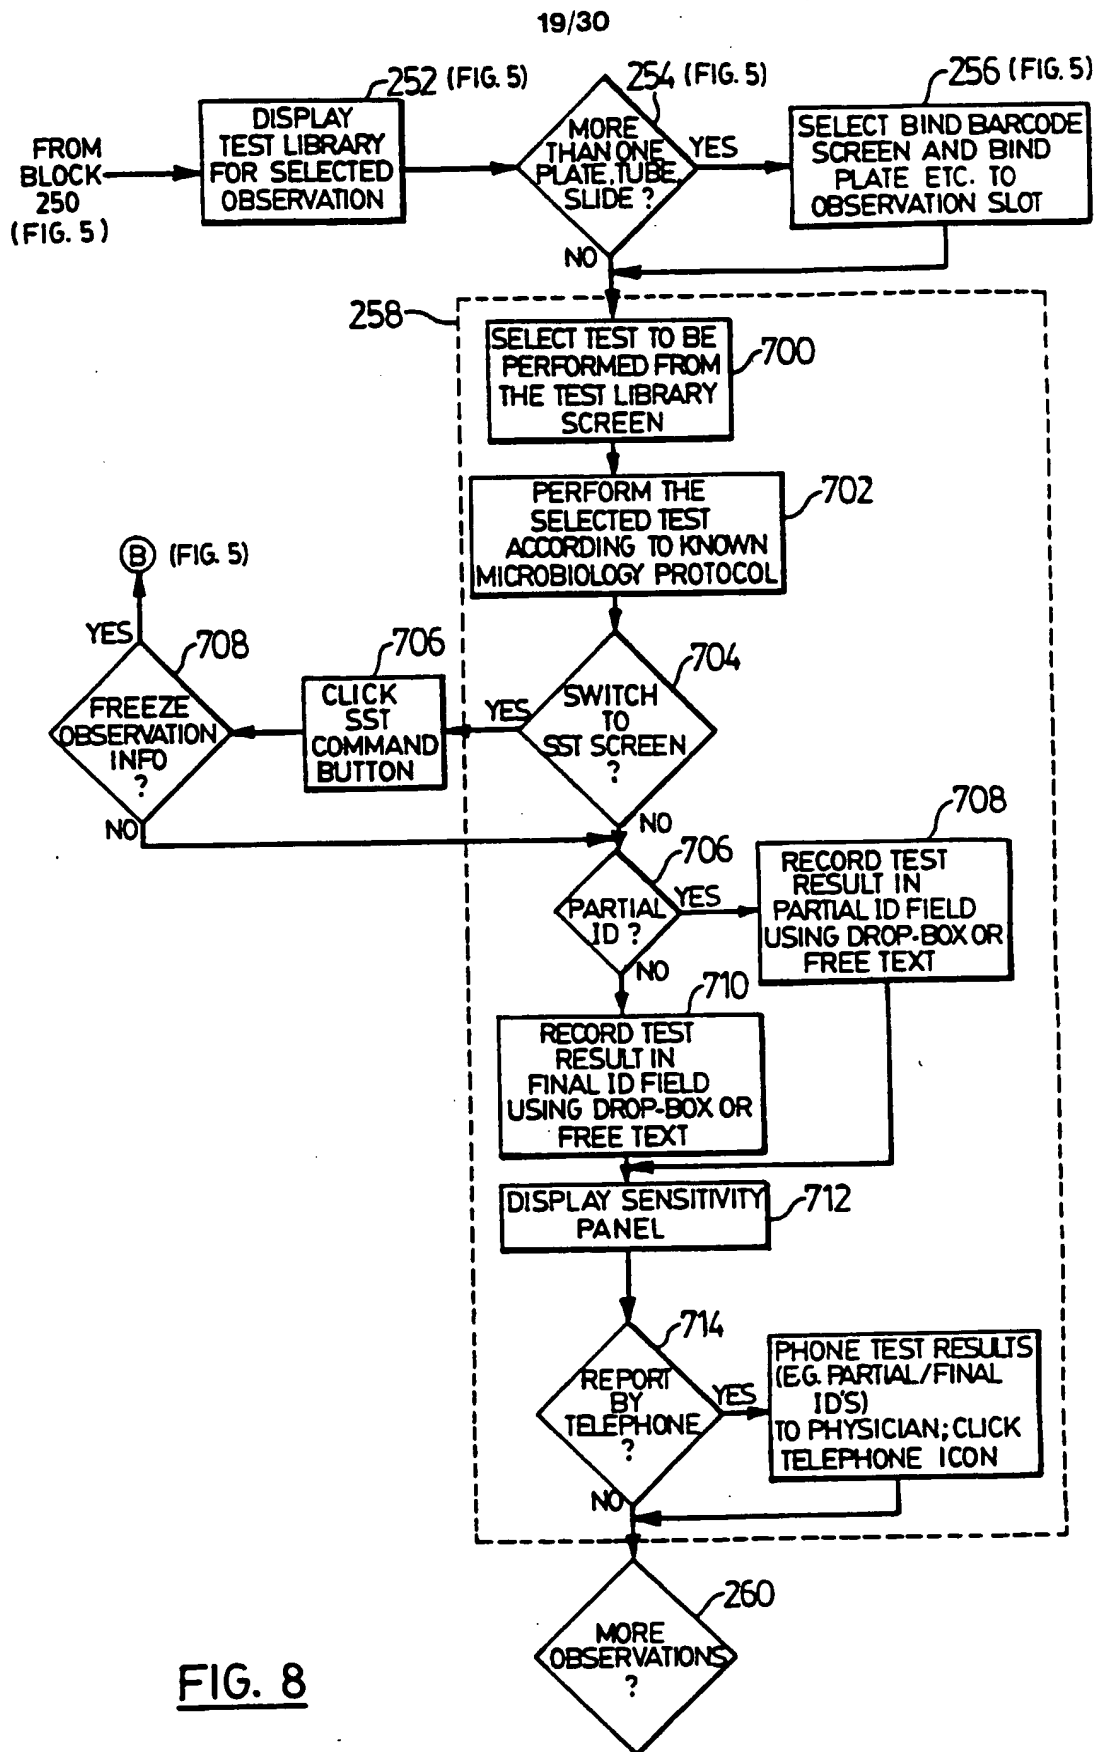 19/30
252 (FIG. 5)
254 (FIG. 5)
256 (FIG. 5)
FROM
BLOCK
250
(FIG. 5)
DISPLAY
TEST LIBRARY
FOR SELECTED
OBSERVATION
MORE
THAN ONE
PLATE, TUBE,
SLIDE ?
YES
SELECT BIND BARCODE
SCREEN AND BIND
PLATE ETC. TO
OBSERVATION SLOT
NO
258
SELECT TEST TO BE
PERFORMED FROM
THE TEST LIBRARY
SCREEN
700
PERFORM THE
SELECTED TEST
ACCORDING TO KNOWN
MICROBIOLOGY PROTOCOL
702
B (FIG. 5)
YES
708
FREEZE
OBSERVATION
INFO
?
NO
706
CLICK
SST
COMMAND
BUTTON
YES
704
SWITCH
TO
SST SCREEN
?
NO
706
PARTIAL
ID ?
YES
708
RECORD TEST
RESULT IN
PARTIAL ID FIELD
USING DROP-BOX OR
FREE TEXT
NO
710
RECORD TEST
RESULT IN
FINAL ID FIELD
USING DROP-BOX OR
FREE TEXT
DISPLAY SENSITIVITY
PANEL
712
714
REPORT
BY
TELEPHONE
?
YES
PHONE TEST RESULTS
(E.G. PARTIAL/FINAL
ID'S)
TO PHYSICIAN; CLICK
TELEPHONE ICON
NO
260
MORE
OBSERVATIONS
?
FIG. 8